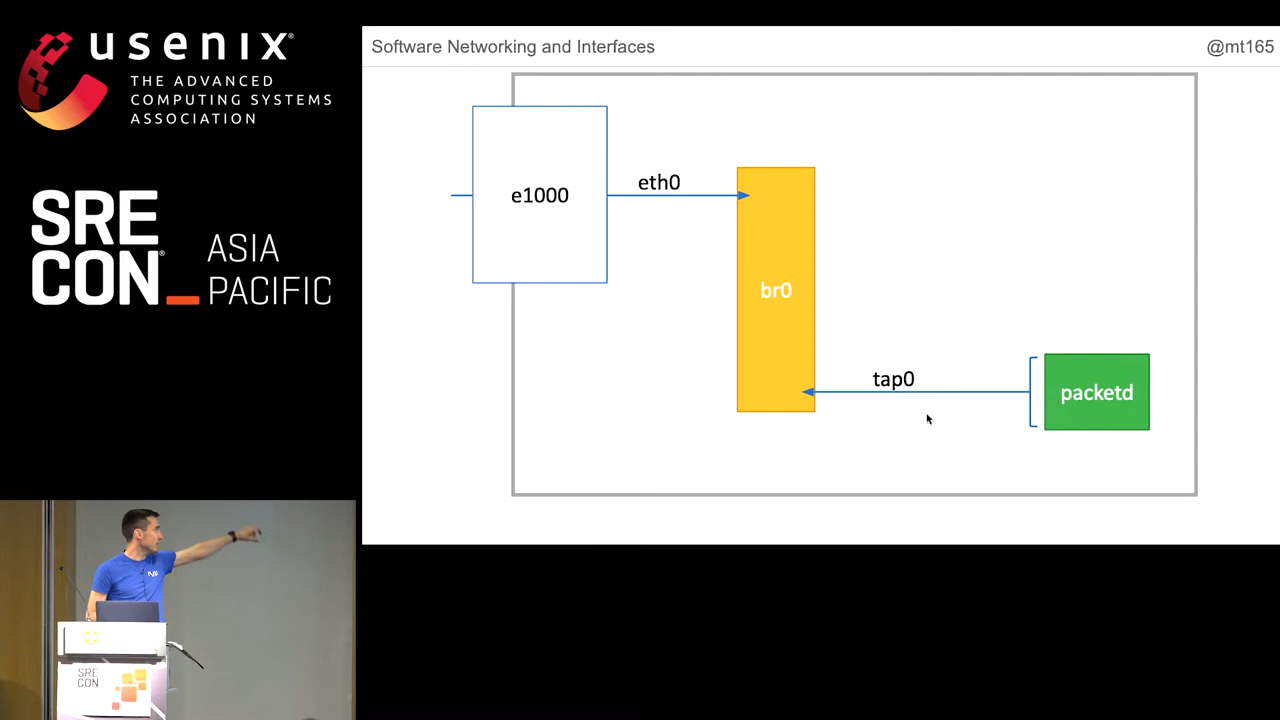 usenix®
THE ADVANCED
COMPUTING SYSTEMS
ASSOCIATION
SRE
CON®
ASIA
PACIFIC
Software Networking and Interfaces
@mt165
e1000
eth0
br0
tap0
packetd
SRE
CON